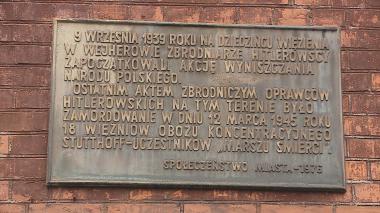 9 WRZEŚNIA 1939 ROKU NA DZIEDZIŃCU WIĘZIENIA
W WEJHEROWIE ZBRODNIARZE HITLEROWSCY
ZAPOCZĄTKOWALI AKCJĘ WYNISZCZANIA
NARODU POLSKIEGO.
OSTATNIM AKTEM ZBRODNICZYM OPRAWCÓW
HITLEROWSKICH NA TYM TERENIE BYŁO
ZAMORDOWANIE W DNIU 12 MARCA 1945 ROKU
18 WIĘŹNIÓW OBOZU KONCENTRACYJNEGO
STUTTHOFF-UCZESTNIKÓW „MARSZU ŚMIERCI”.
SPOŁECZEŃSTWO MIASTA-1976